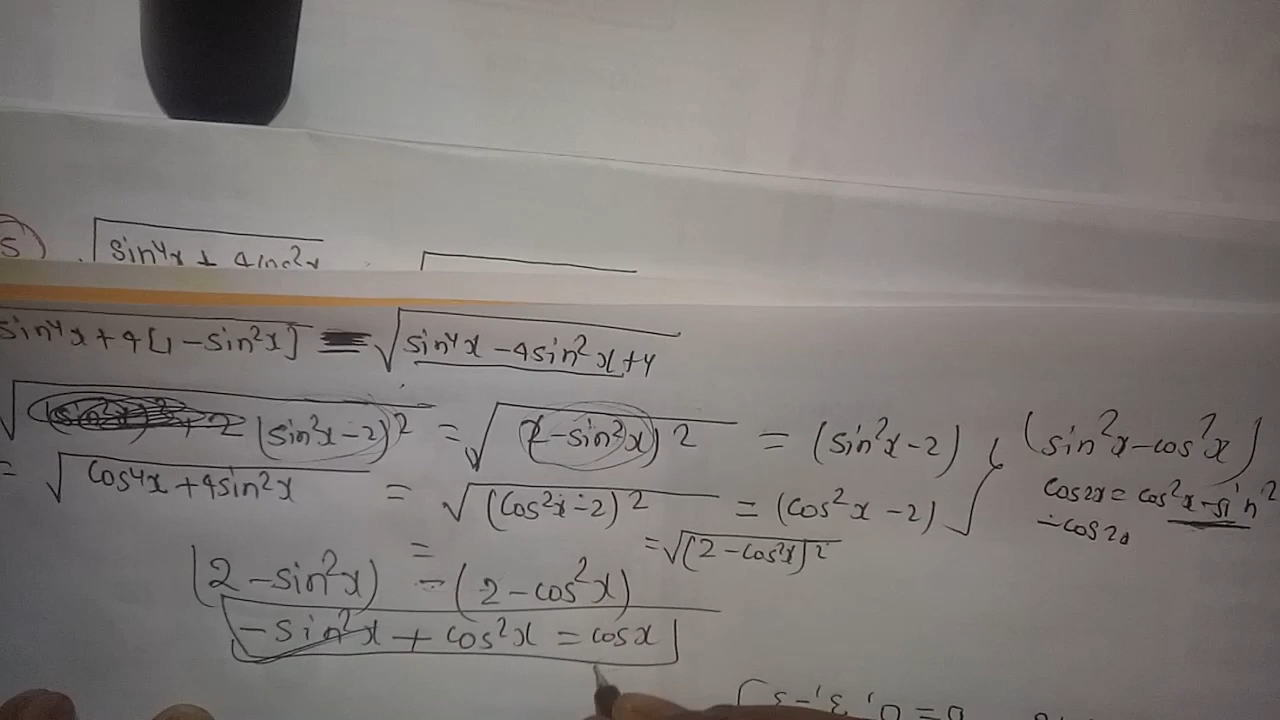 5) √sin⁴x + 4cos²x
sin⁴x + 4[1 - sin²x] = √sin⁴x - 4sin²x + 4
√(sin²x - 2)² = √(2 - sin²x)² = (sin²x - 2) (sin²x - cos²x)
= √cos⁴x + 4sin²x = √(cos²x - 2)² = (cos²x - 2) cos2x = cos²x - sin²
- cos2x
= √(2 - cos²x)²
(2 - sin²x) - (2 - cos²x)
- sin²x + cos²x = cosx